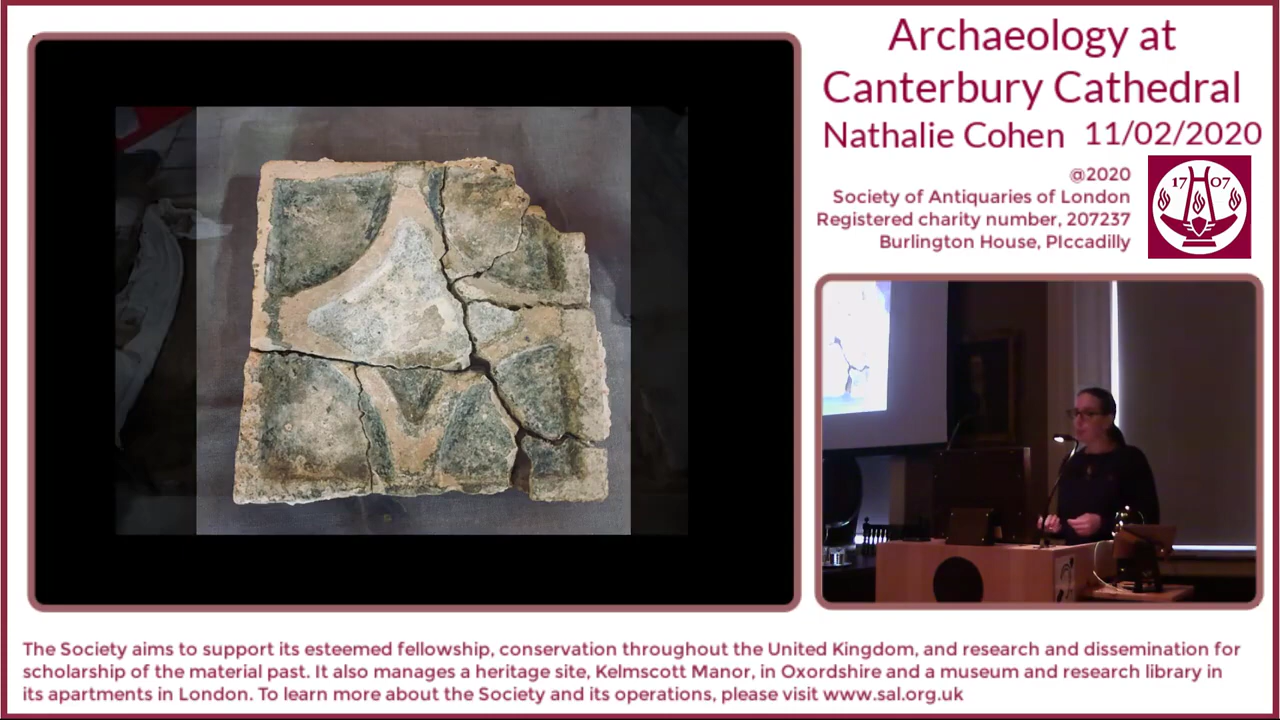 Archaeology at
Canterbury Cathedral
Nathalie Cohen 11/02/2020
@2020
Society of Antiquaries of London
Registered charity number, 207237
Burlington House, PIccadilly
17 07
The Society aims to support its esteemed fellowship, conservation throughout the United Kingdom, and research and dissemination for
scholarship of the material past. It also manages a heritage site, Kelmscott Manor, in Oxordshire and a museum and research library in
its apartments in London. To learn more about the Society and its operations, please visit www.sal.org.uk